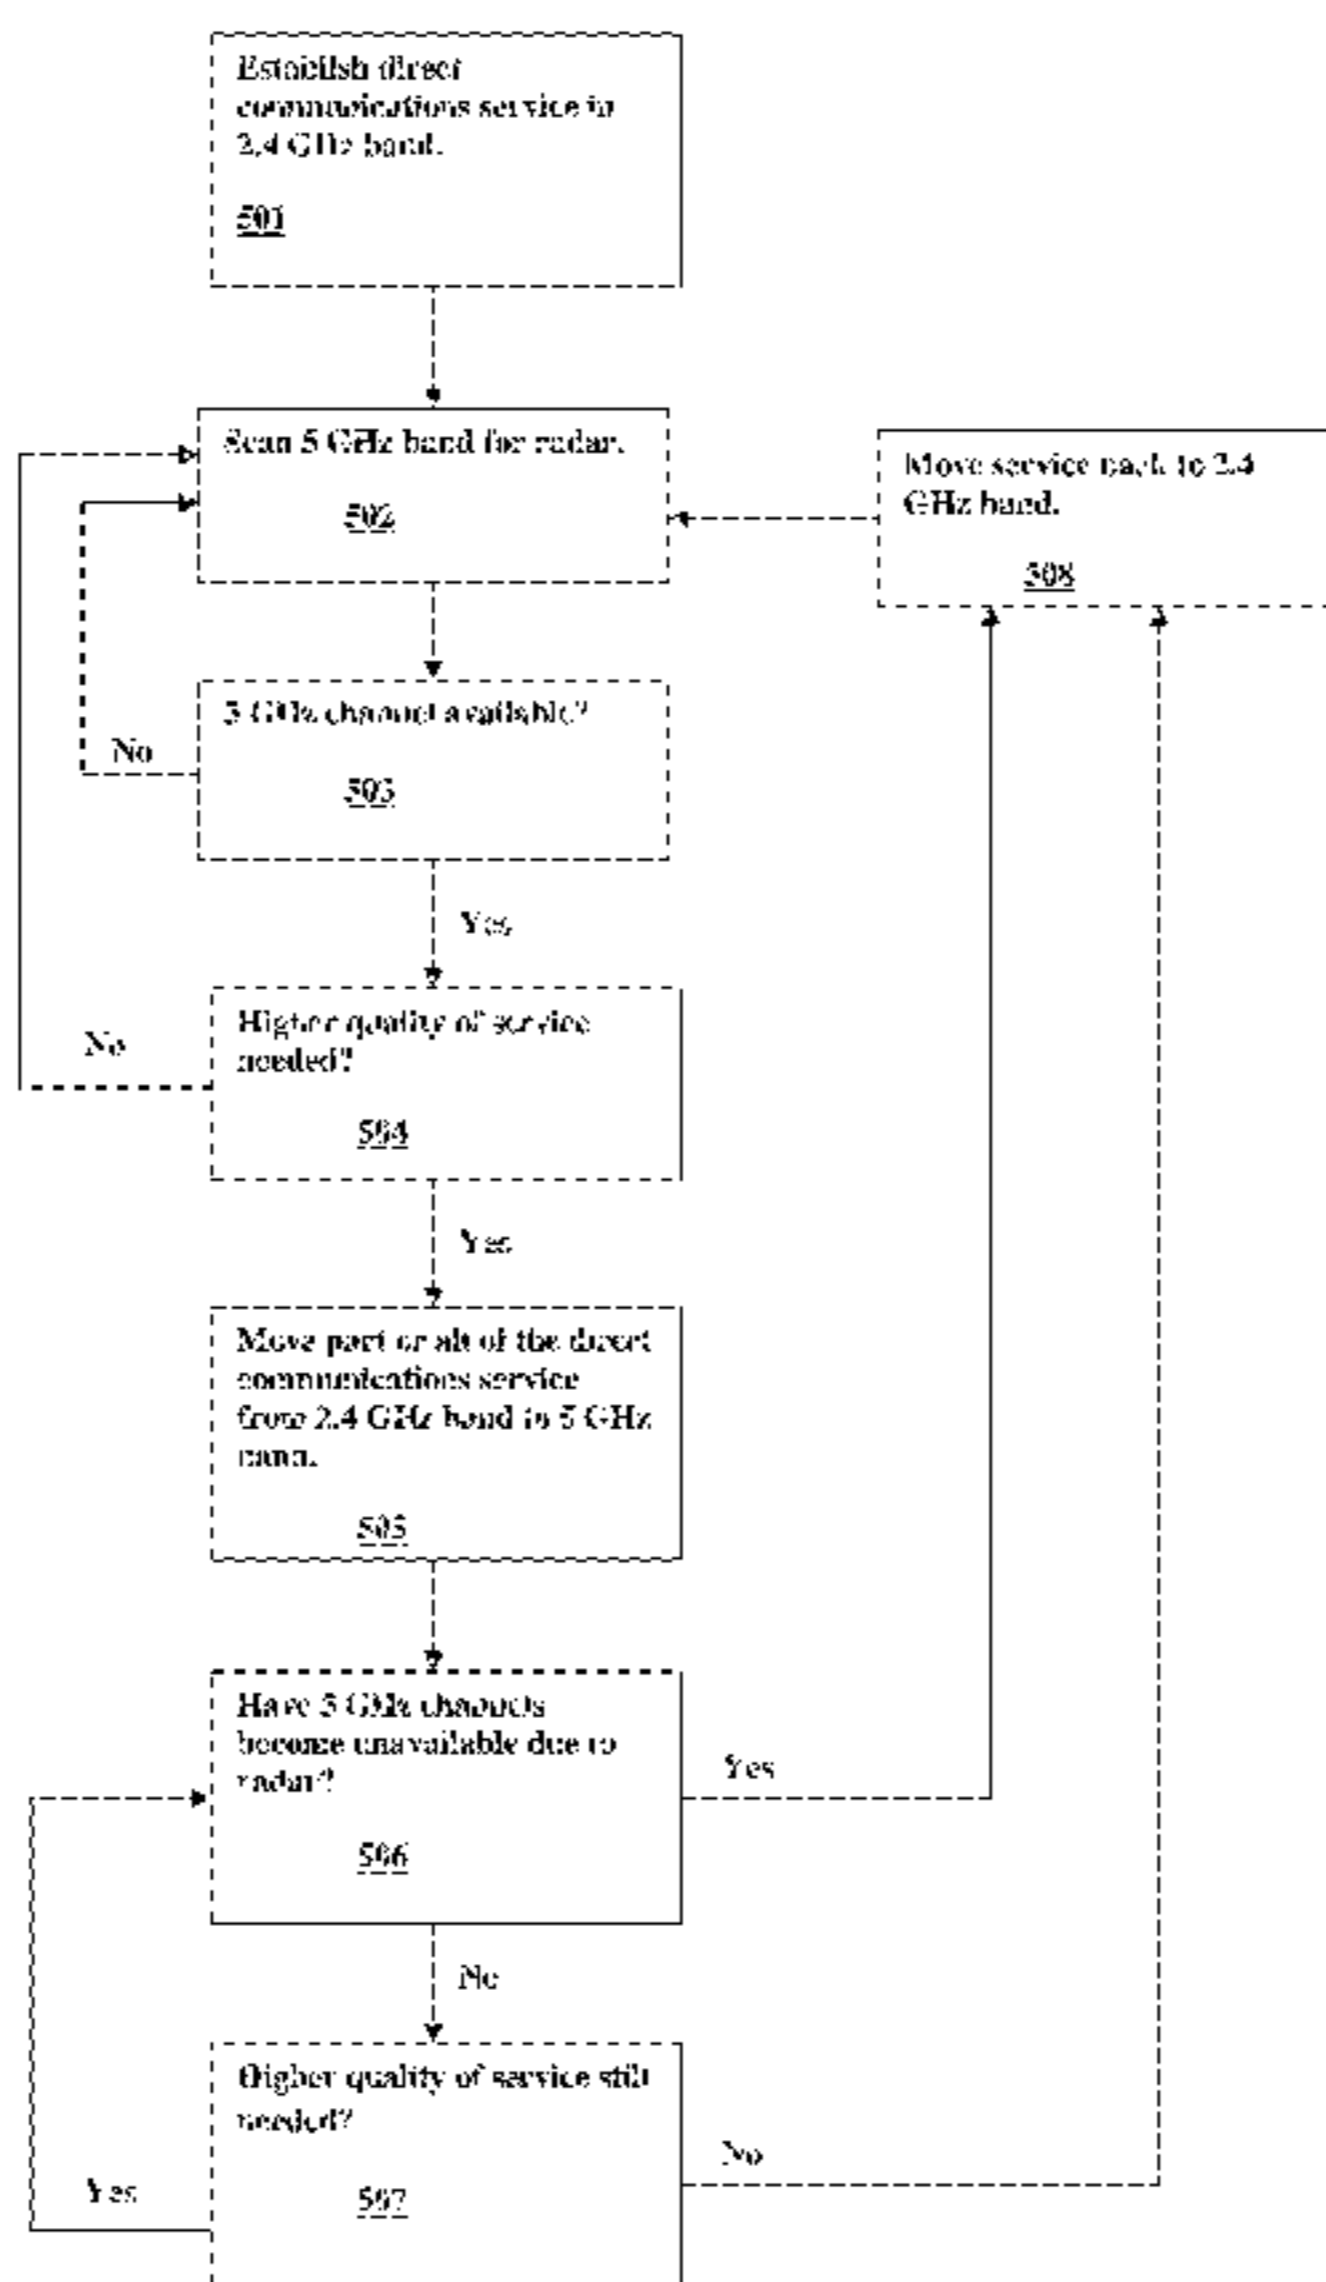 Establish direct
communications service in
2.4 GHz band.
501
Scan 5 GHz band for radar.
502
Move service back to 2.4
GHz band.
508
5 GHz channel available?
503
No
Yes
Higher quality of service
needed?
504
No
Yes
Move part or all of the direct
communications service
from 2.4 GHz band to 5 GHz
band.
505
Have 5 GHz channels
become unavailable due to
radar?
506
Yes
No
Higher quality of service still
needed?
507
No
Yes